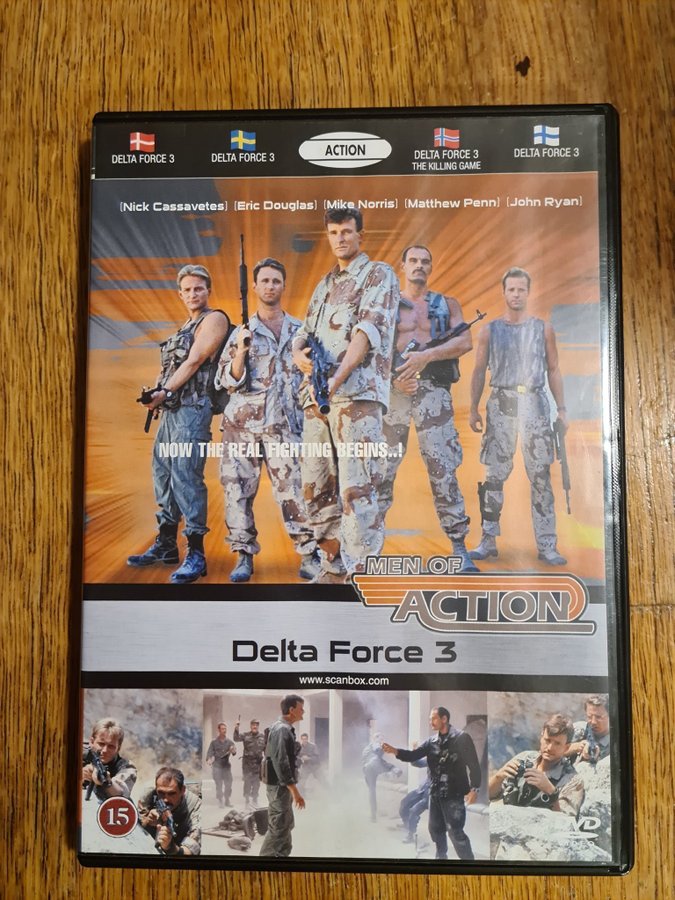 DELTA FORCE 3
DELTA FORCE 3
ACTION
DELTA FORCE 3
THE KILLING GAME
DELTA FORCE 3
[Nick Cassavetes] [Eric Douglas] [Mike Norris] [Matthew Penn] [John Ryan]
NOW THE REAL FIGHTING BEGINS..!
MEN OF
ACTION
Delta Force 3
www.scanbox.com
15
DVD